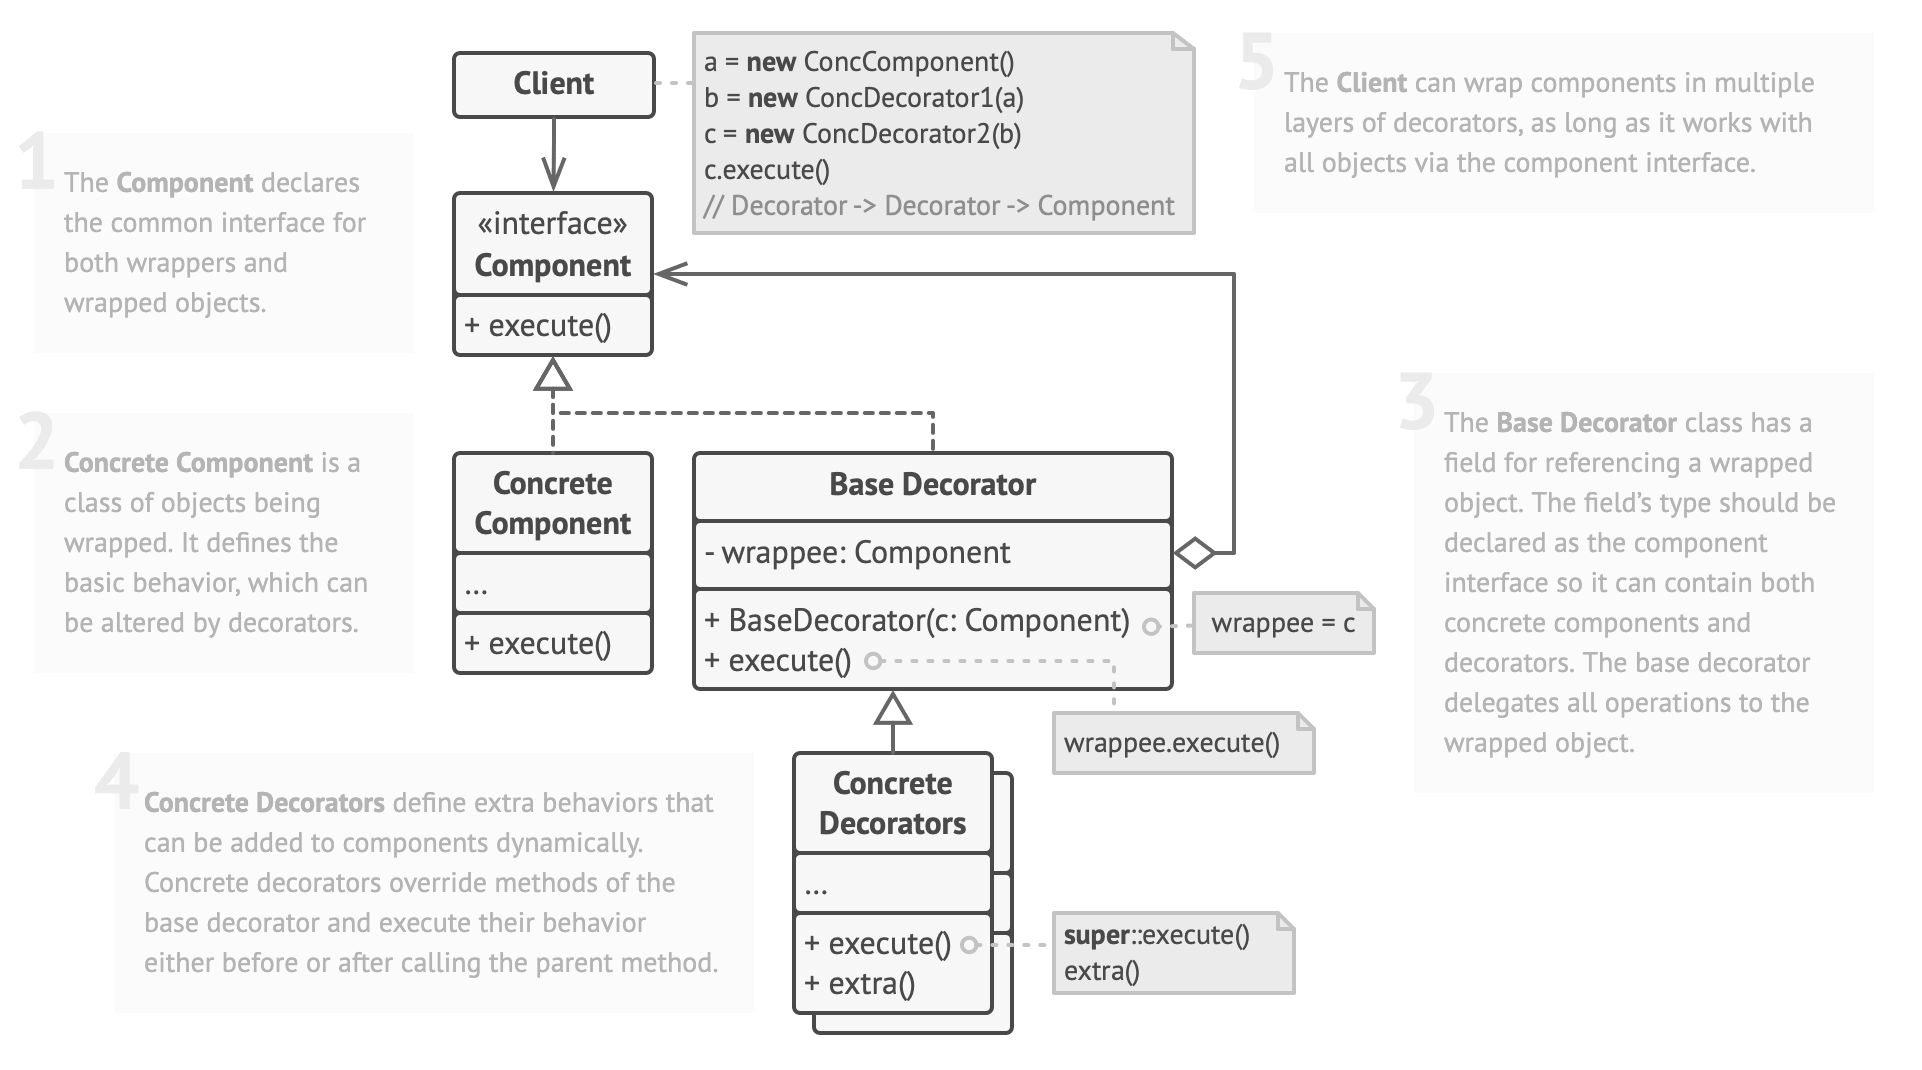 Client
a = new ConcComponent()
b = new ConcDecorator1(a)
c = new ConcDecorator2(b)
c.execute()
// Decorator -> Decorator -> Component
5
The Client can wrap components in multiple
layers of decorators, as long as it works with
all objects via the component interface.
1
The Component declares
the common interface for
both wrappers and
wrapped objects.
«interface»
Component
+ execute()
2
Concrete Component is a
class of objects being
wrapped. It defines the
basic behavior, which can
be altered by decorators.
Concrete
Component
...
+ execute()
Base Decorator
- wrappee: Component
+ BaseDecorator(c: Component)
+ execute()
wrappee = c
wrappee.execute()
3
The Base Decorator class has a
field for referencing a wrapped
object. The field’s type should be
declared as the component
interface so it can contain both
concrete components and
decorators. The base decorator
delegates all operations to the
wrapped object.
4
Concrete Decorators define extra behaviors that
can be added to components dynamically.
Concrete decorators override methods of the
base decorator and execute their behavior
either before or after calling the parent method.
Concrete
Decorators
...
+ execute()
+ extra()
super::execute()
extra()